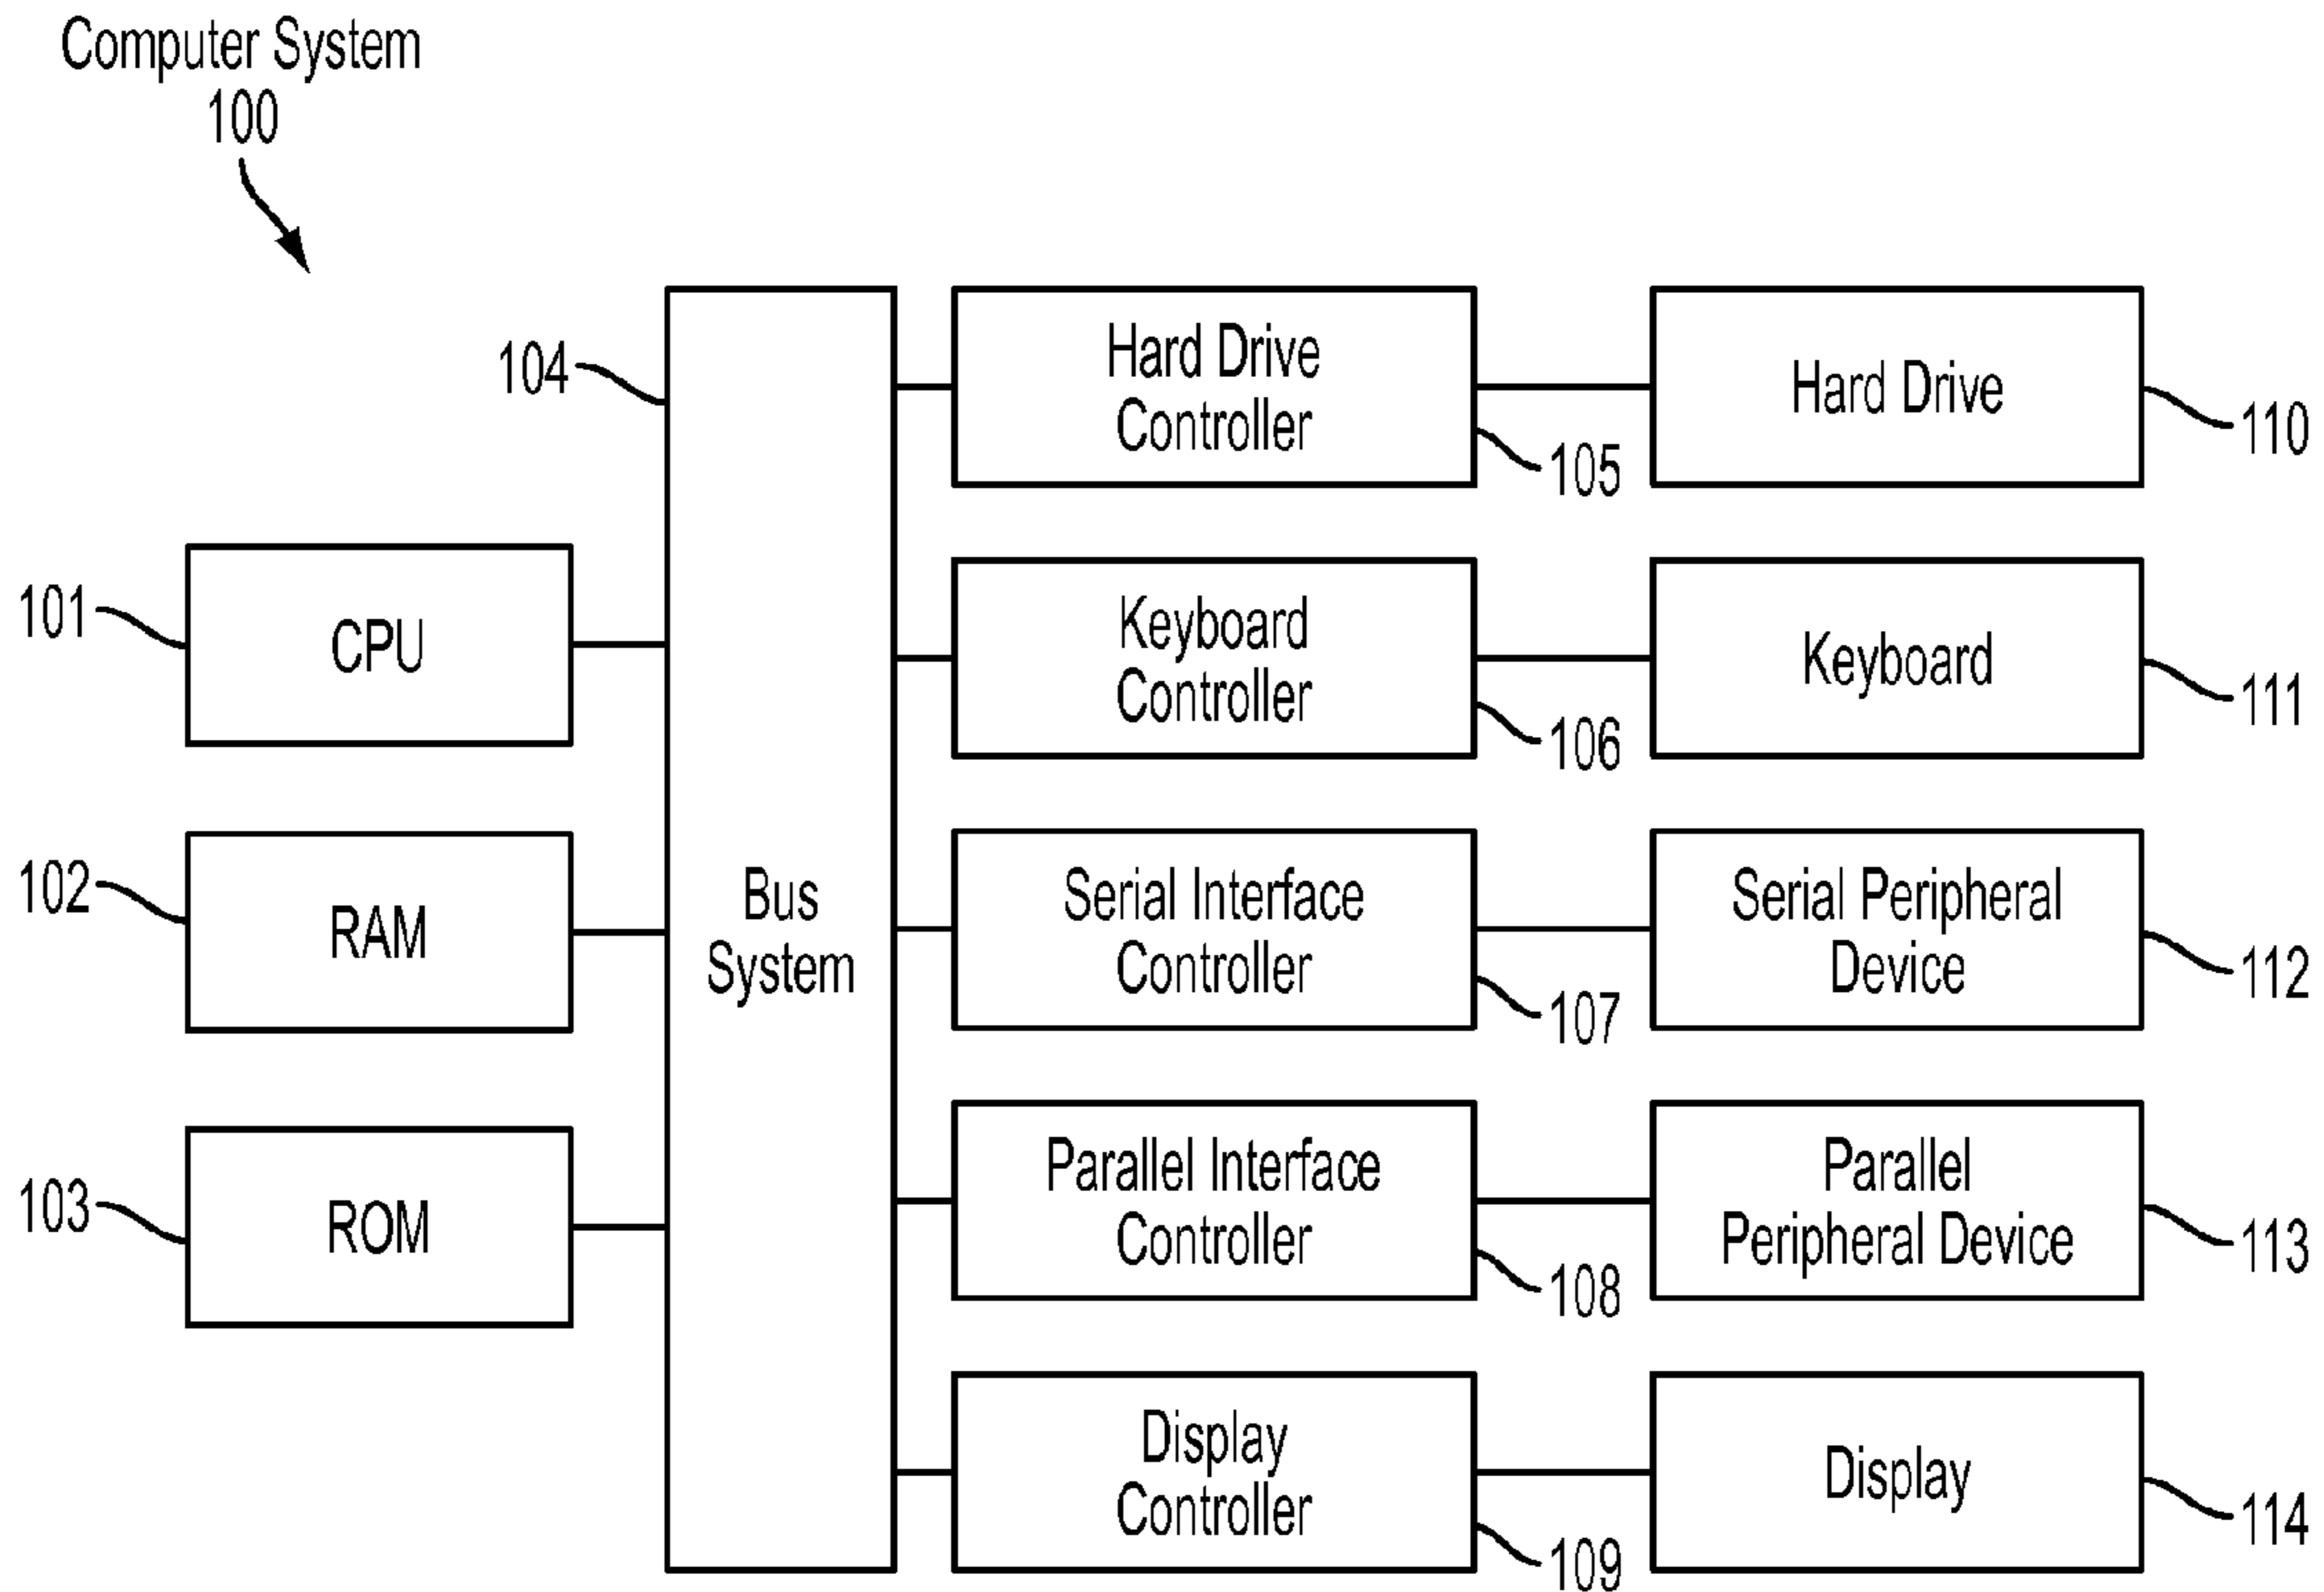 Computer System
100
104
Hard Drive
Controller
105
Hard Drive
110
101
CPU
Keyboard
Controller
106
Keyboard
111
102
RAM
Bus
System
Serial Interface
Controller
107
Serial Peripheral
Device
112
103
ROM
Parallel Interface
Controller
108
Parallel
Peripheral Device
113
Display
Controller
109
Display
114